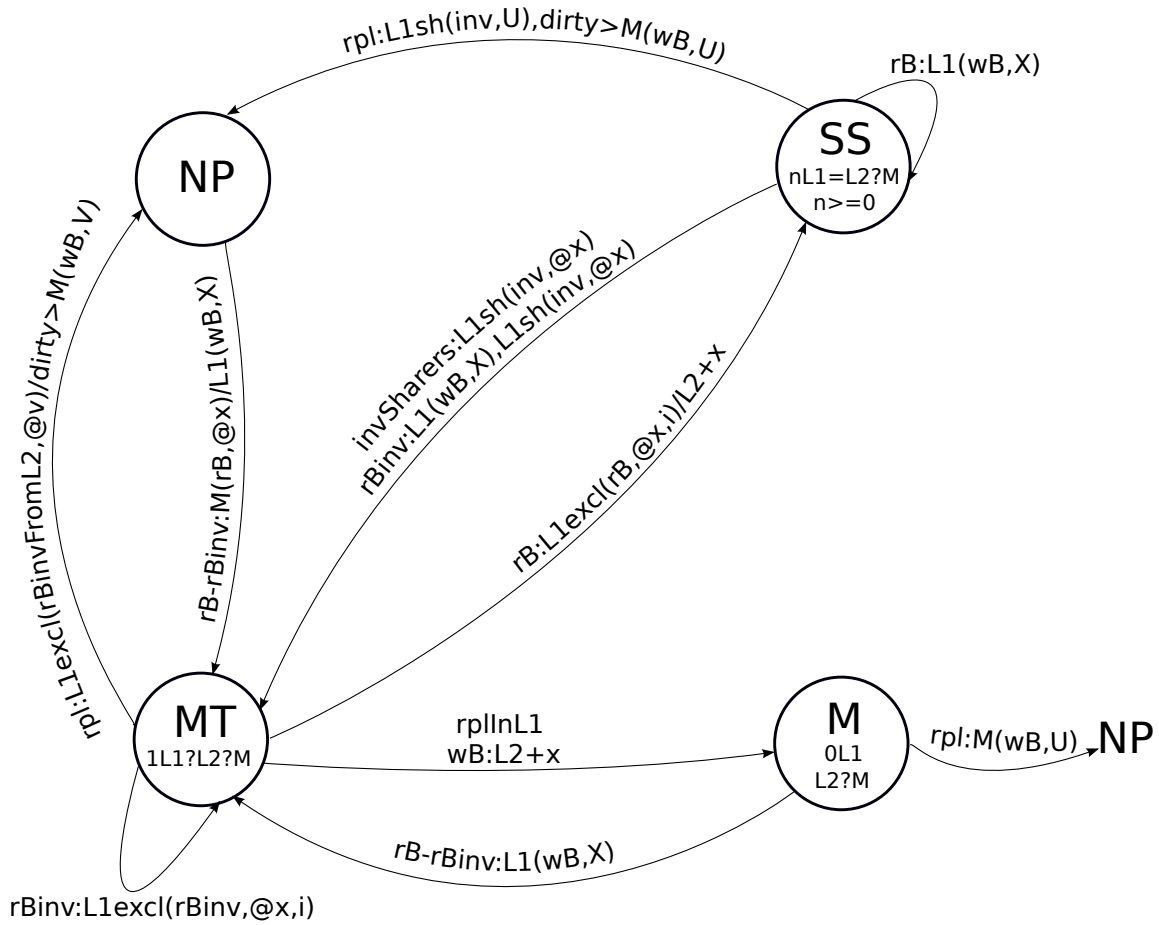 rpl:L1sh(inv,U),dirty>M(wB,U)
rB:L1(wB,X)
NP
SS
nL1=L2?M
n>=0
rpl:L1excl(rBinvFromL2,@v)/dirty>M(wB,V)
rB-rBinv:M(rB,@x)/L1(wB,X)
invSharers:L1sh(inv,@x)
rBinv:L1(wB,X),L1sh(inv,@x)
rB:L1excl(rB,@x,i)/L2+x
MT
1L1?L2?M
rplInL1
wB:L2+x
M
0L1
L2?M
rpl:M(wB,U)
NP
rB-rBinv:L1(wB,X)
rBinv:L1excl(rBinv,@x,i)